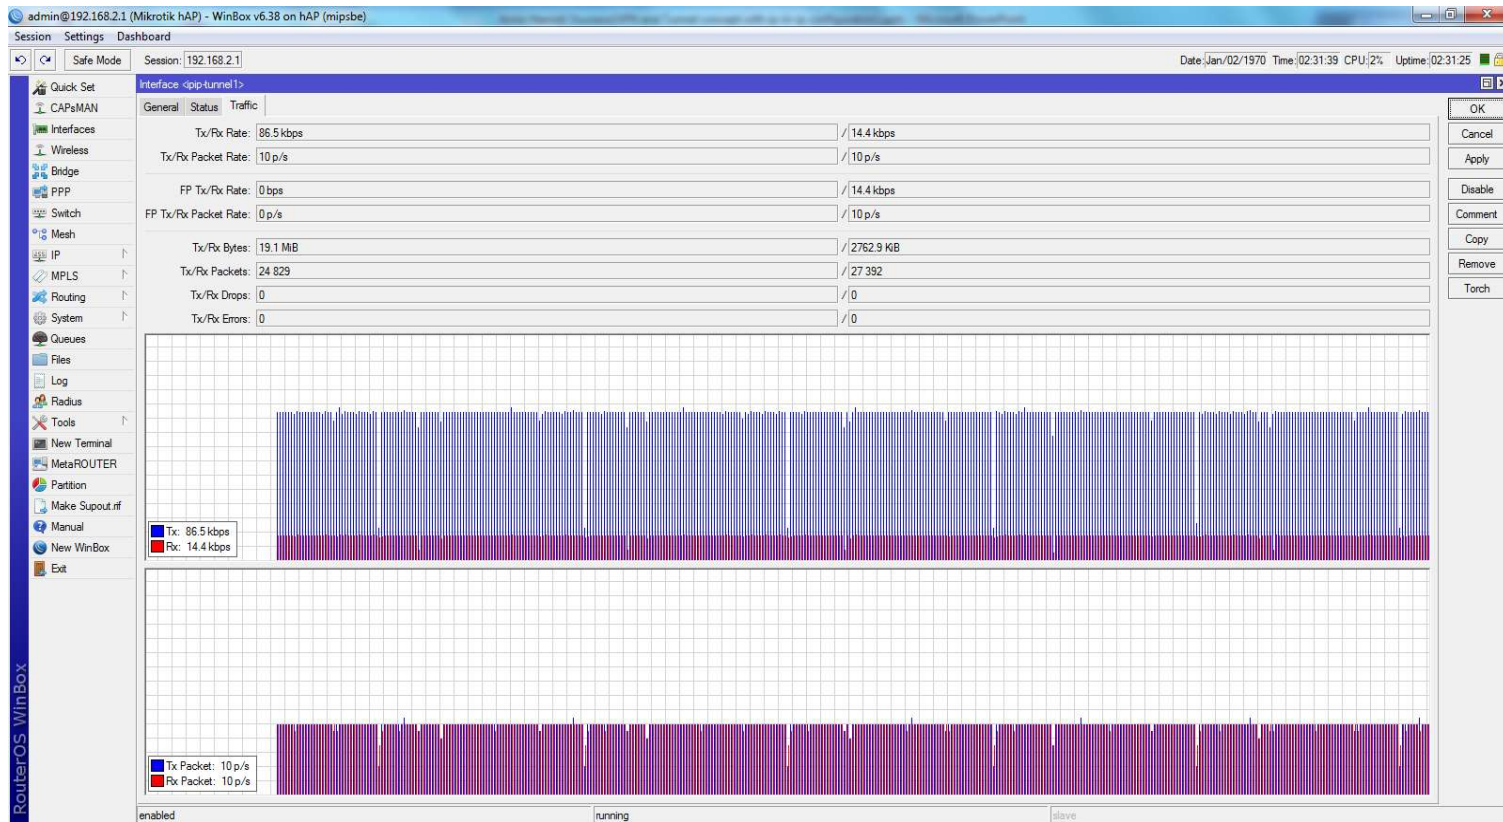 admin@192.168.2.1 (Mikrotik hAP) - WinBox v6.38 on hAP (mipsbe)
Session Settings Dashboard
Safe Mode Session: 192.168.2.1 Date: Jan/02/1970 Time: 02:31:39 CPU: 2% Uptime: 02:31:25
Quick Set
CAPsMAN
Interfaces
Wireless
Bridge
PPP
Switch
Mesh
IP
MPLS
Routing
System
Queues
Files
Log
Radius
Tools
New Terminal
MetaROUTER
Partition
Make Supout.rif
Manual
New WinBox
Exit
RouterOS WinBox
Interface <ipip-tunnel1>
General Status Traffic
Tx/Rx Rate: 86.5 kbps / 14.4 kbps
Tx/Rx Packet Rate: 10 p/s / 10 p/s
FP Tx/Rx Rate: 0 bps / 14.4 kbps
FP Tx/Rx Packet Rate: 0 p/s / 10 p/s
Tx/Rx Bytes: 19.1 MiB / 2762.9 KiB
Tx/Rx Packets: 24 829 / 27 392
Tx/Rx Drops: 0 / 0
Tx/Rx Errors: 0 / 0
Tx: 86.5 kbps
Rx: 14.4 kbps
Tx Packet: 10 p/s
Rx Packet: 10 p/s
OK
Cancel
Apply
Disable
Comment
Copy
Remove
Torch
enabled running slave